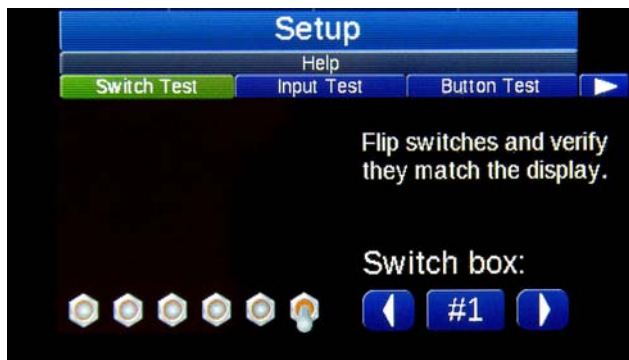 Setup
Help
Switch Test
Input Test
Button Test
Flip switches and verify
they match the display.
Switch box:
#1